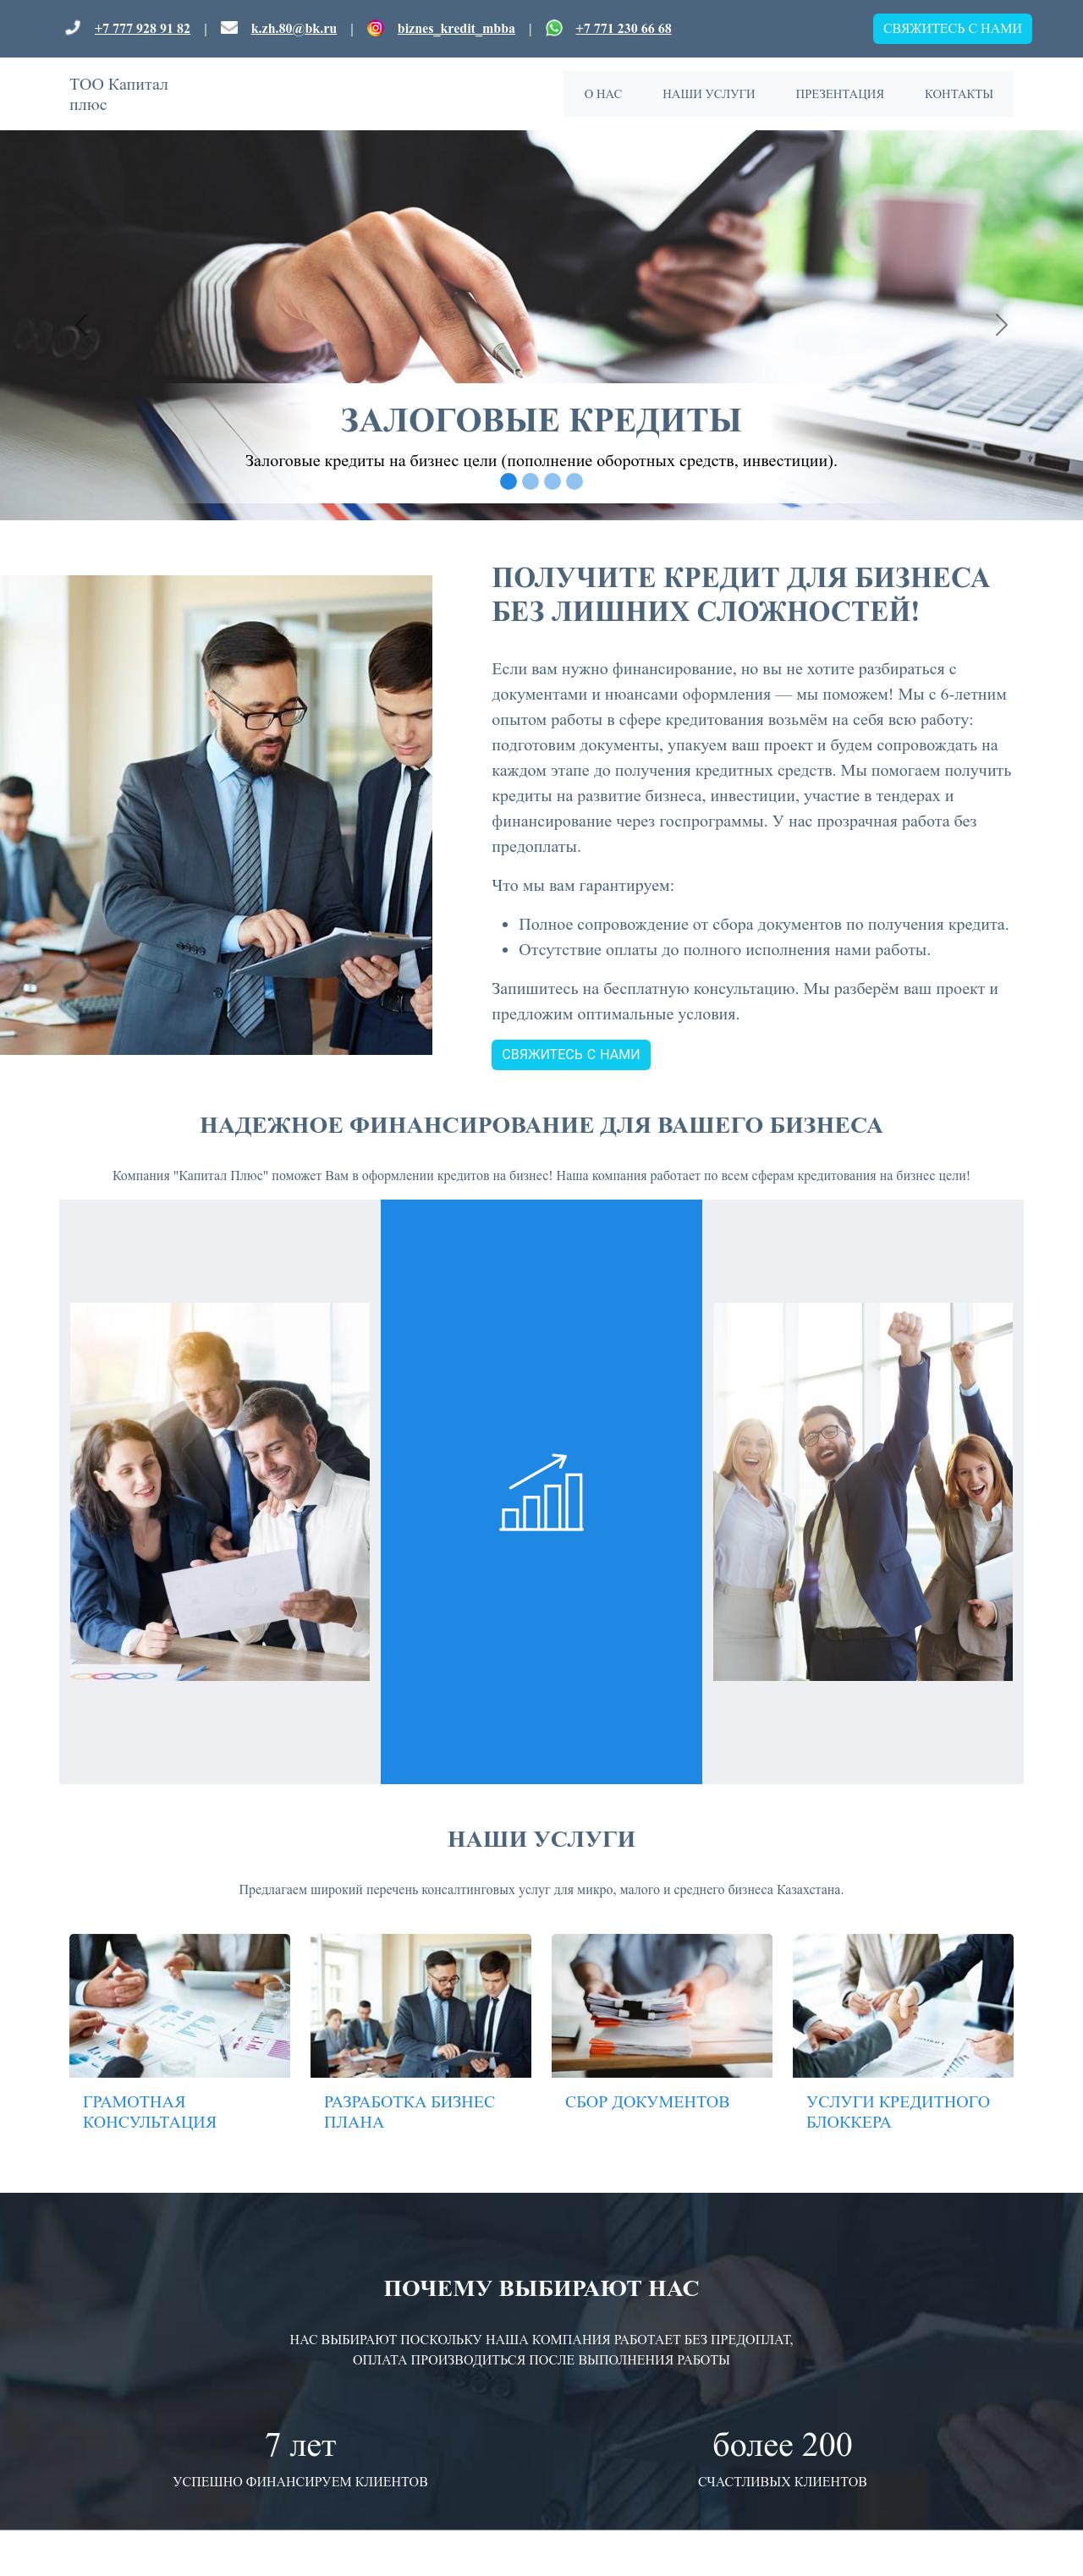 +7 777 928 91 82 | k.zh.80@bk.ru | biznes_kredit_mbba | +7 771 230 66 68
СВЯЖИТЕСЬ С НАМИ
ТОО Капитал
плюс
О НАС НАШИ УСЛУГИ ПРЕЗЕНТАЦИЯ КОНТАКТЫ
ЗАЛОГОВЫЕ КРЕДИТЫ
Залоговые кредиты на бизнес цели (пополнение оборотных средств, инвестиции).
ПОЛУЧИТЕ КРЕДИТ ДЛЯ БИЗНЕСА
БЕЗ ЛИШНИХ СЛОЖНОСТЕЙ!
Если вам нужно финансирование, но вы не хотите разбираться с
документами и нюансами оформления — мы поможем! Мы с 6-летним
опытом работы в сфере кредитования возьмём на себя всю работу:
подготовим документы, упакуем ваш проект и будем сопровождать на
каждом этапе до получения кредитных средств. Мы помогаем получить
кредиты на развитие бизнеса, инвестиции, участие в тендерах и
финансирование через госпрограммы. У нас прозрачная работа без
предоплаты.
Что мы вам гарантируем:
• Полное сопровождение от сбора документов по получения кредита.
• Отсутствие оплаты до полного исполнения нами работы.
Запишитесь на бесплатную консультацию. Мы разберём ваш проект и
предложим оптимальные условия.
СВЯЖИТЕСЬ С НАМИ
НАДЕЖНОЕ ФИНАНСИРОВАНИЕ ДЛЯ ВАШЕГО БИЗНЕСА
Компания "Капитал Плюс" поможет Вам в оформлении кредитов на бизнес! Наша компания работает по всем сферам кредитования на бизнес цели!
НАШИ УСЛУГИ
Предлагаем широкий перечень консалтинговых услуг для микро, малого и среднего бизнеса Казахстана.
ГРАМОТНАЯ
КОНСУЛЬТАЦИЯ
РАЗРАБОТКА БИЗНЕС
ПЛАНА
СБОР ДОКУМЕНТОВ
УСЛУГИ КРЕДИТНОГО
БЛОККЕРА
ПОЧЕМУ ВЫБИРАЮТ НАС
НАС ВЫБИРАЮТ ПОСКОЛЬКУ НАША КОМПАНИЯ РАБОТАЕТ БЕЗ ПРЕДОПЛАТ,
ОПЛАТА ПРОИЗВОДИТЬСЯ ПОСЛЕ ВЫПОЛНЕНИЯ РАБОТЫ
7 лет
УСПЕШНО ФИНАНСИРУЕМ КЛИЕНТОВ
более 200
СЧАСТЛИВЫХ КЛИЕНТОВ